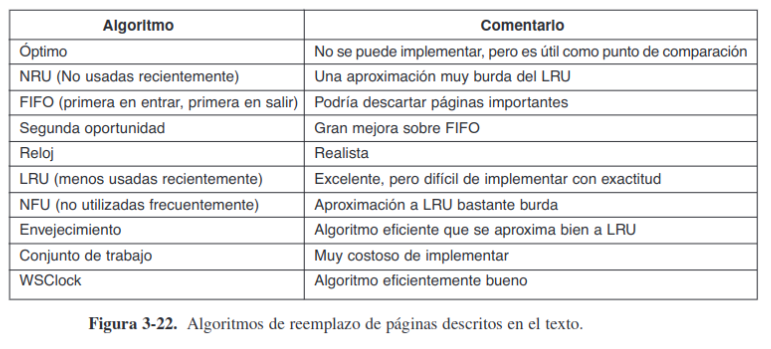 Algoritmo Comentario
Óptimo No se puede implementar, pero es útil como punto de comparación
NRU (No usadas recientemente) Una aproximación muy burda del LRU
FIFO (primera en entrar, primera en salir) Podría descartar páginas importantes
Segunda oportunidad Gran mejora sobre FIFO
Reloj Realista
LRU (menos usadas recientemente) Excelente, pero difícil de implementar con exactitud
NFU (no utilizadas frecuentemente) Aproximación a LRU bastante burda
Envejecimiento Algoritmo eficiente que se aproxima bien a LRU
Conjunto de trabajo Muy costoso de implementar
WSClock Algoritmo eficientemente bueno
Figura 3-22. Algoritmos de reemplazo de páginas descritos en el texto.